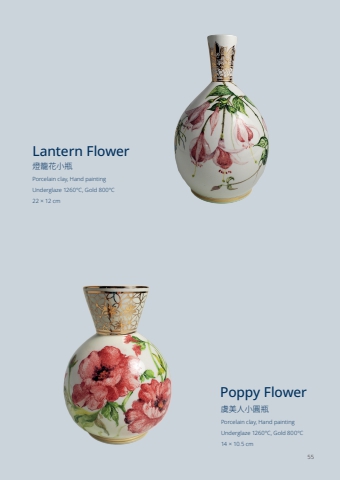 Lantern Flower
燈籠花小瓶
Porcelain clay, Hand painting
Underglaze 1260°C, Gold 800°C
22 × 12 cm
Poppy Flower
虞美人小圓瓶
Porcelain clay, Hand painting
Underglaze 1260°C, Gold 800°C
14 × 10.5 cm
55